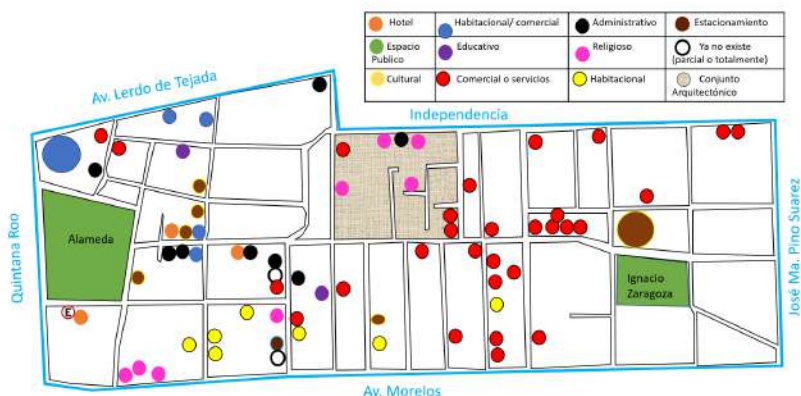 Hotel
Habitacional/ comercial
Administrativo
Estacionamiento
Espacio
Publico
Educativo
Religioso
Ya no existe
(parcial o totalmente)
Cultural
Comercial o servicios
Habitacional
Conjunto
Arquitectónico
Av. Lerdo de Tejada
Independencia
Quintana Roo
Alameda
Ignacio
Zaragoza
José Ma. Pino Suarez
E
Av. Morelos